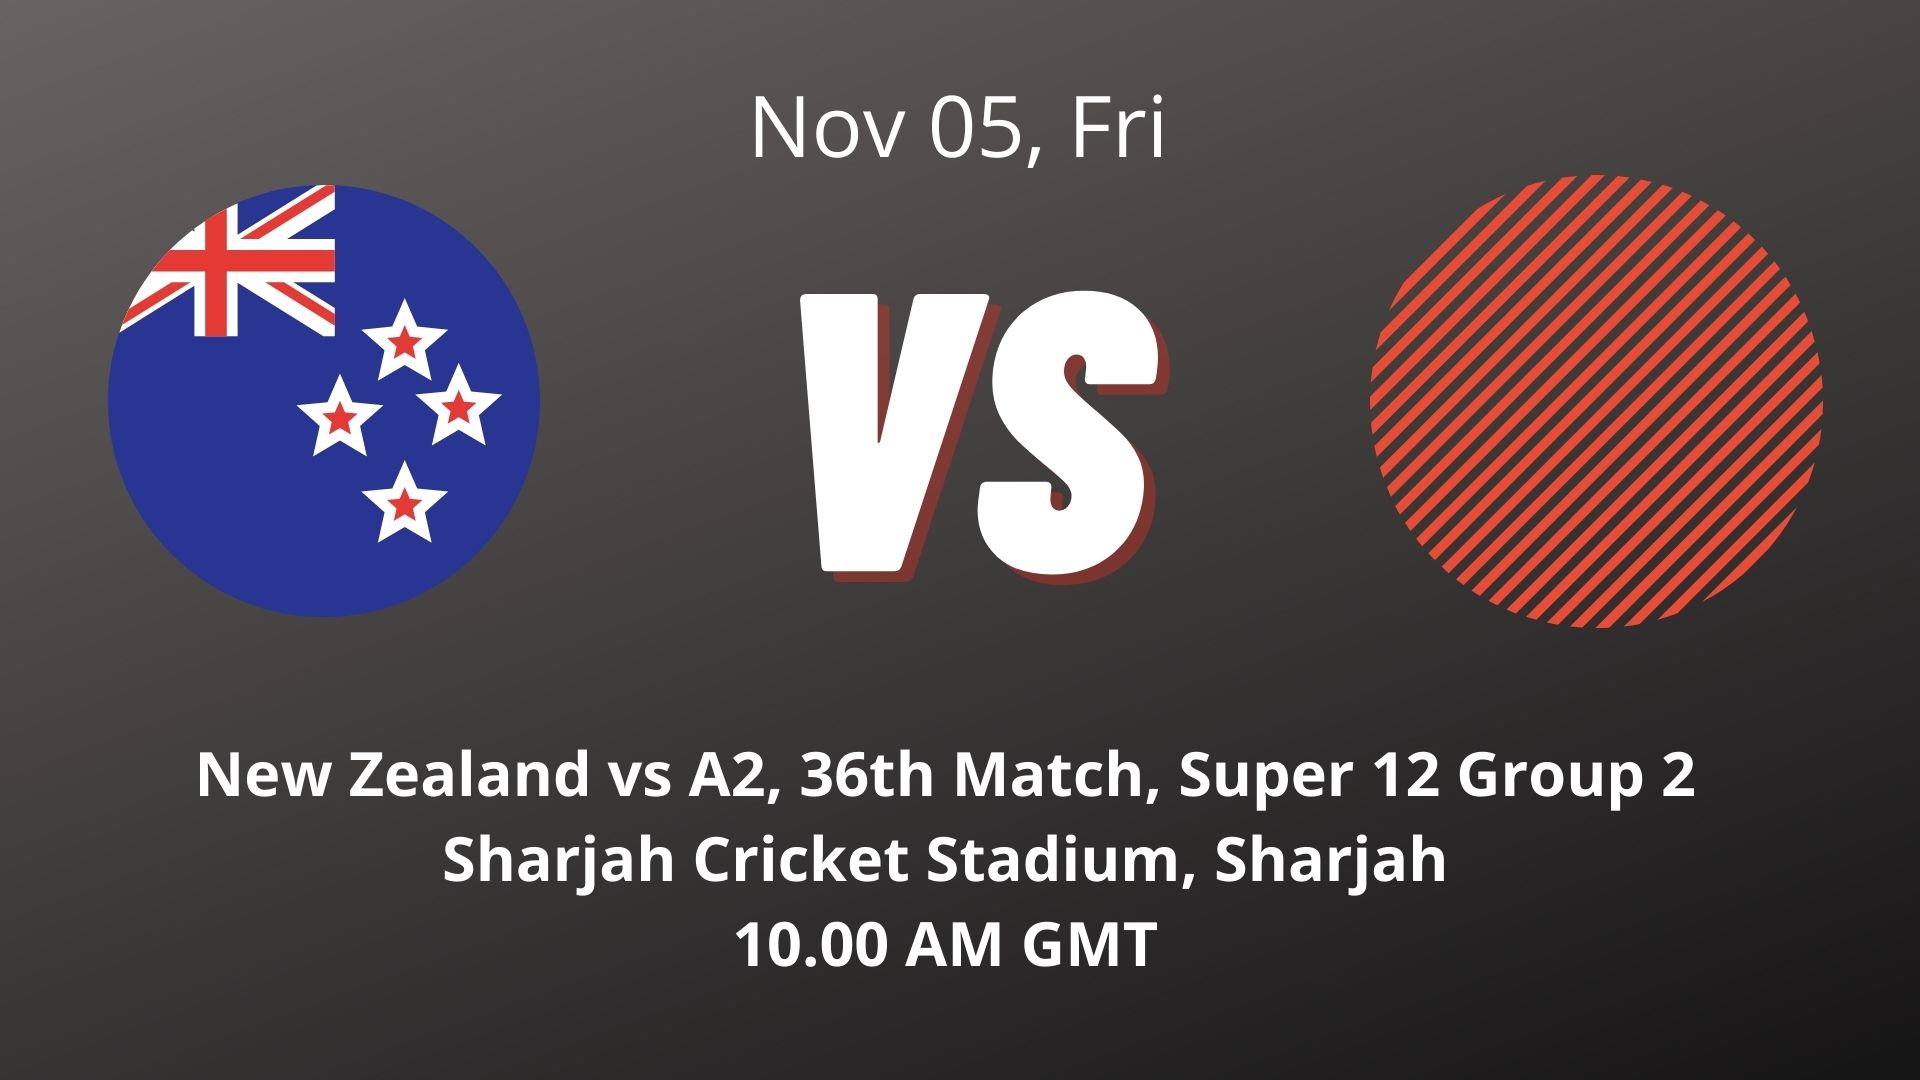 Nov 05, Fri
VS
New Zealand vs A2, 36th Match, Super 12 Group 2
Sharjah Cricket Stadium, Sharjah
10.00 AM GMT